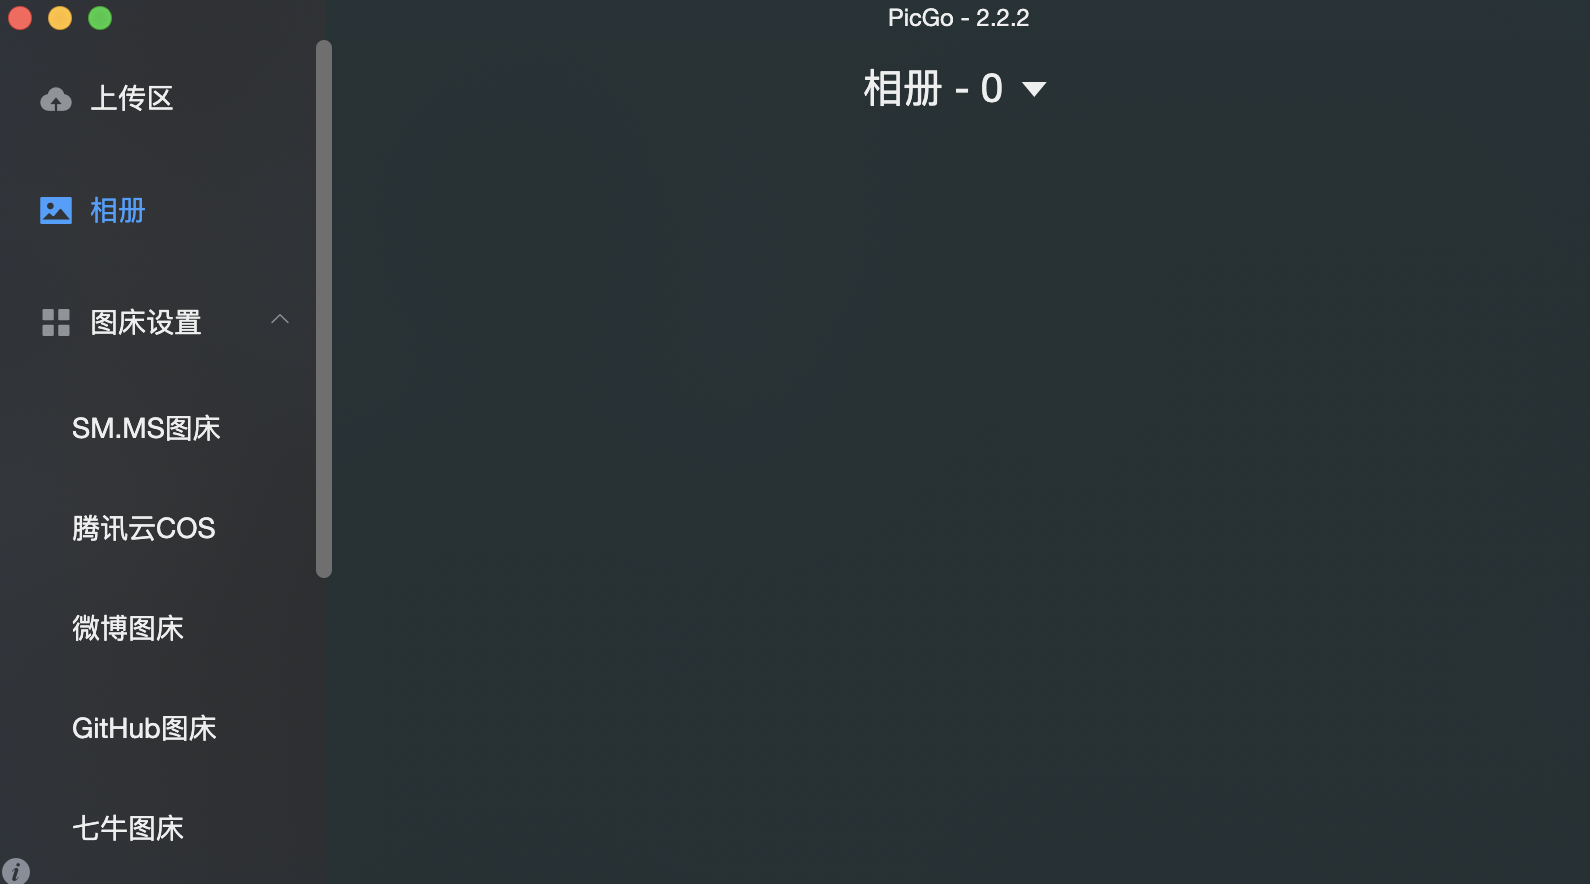 PicGo - 2.2.2
相册 - 0
上传区
相册
图床设置
SM.MS图床
腾讯云COS
微博图床
GitHub图床
七牛图床
i